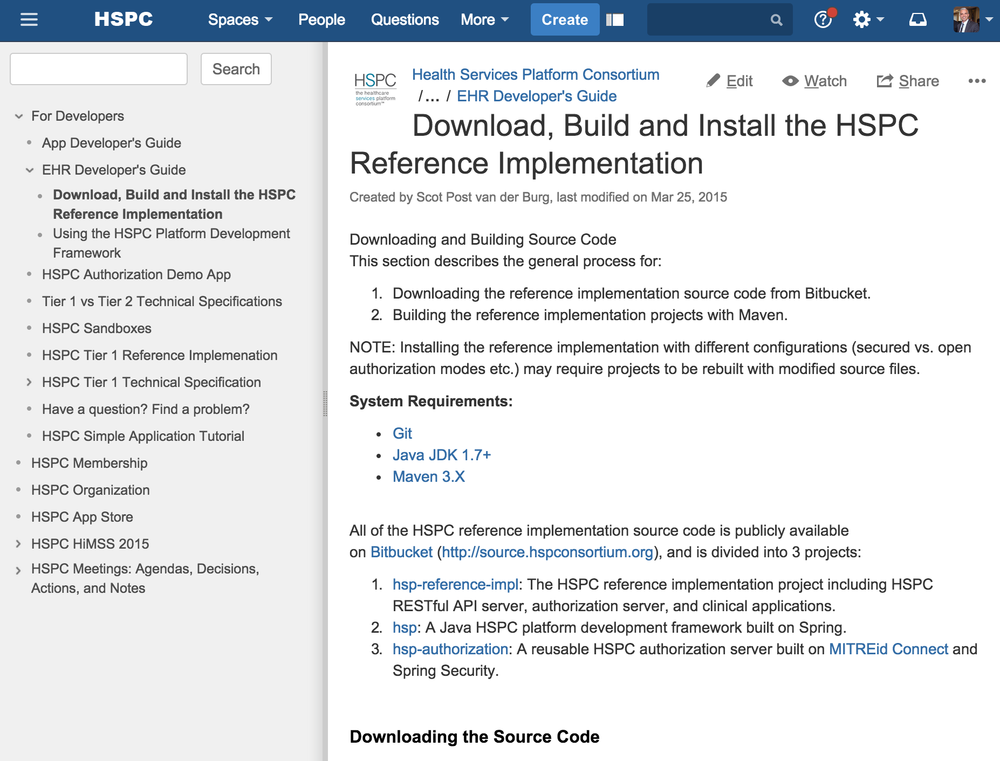 HSPC
Spaces
People
Questions
More
Create
Search
For Developers
App Developer's Guide
EHR Developer's Guide
Download, Build and Install the HSPC
Reference Implementation
Using the HSPC Platform Development
Framework
HSPC Authorization Demo App
Tier 1 vs Tier 2 Technical Specifications
HSPC Sandboxes
HSPC Tier 1 Reference Implemenation
HSPC Tier 1 Technical Specification
Have a question? Find a problem?
HSPC Simple Application Tutorial
HSPC Membership
HSPC Organization
HSPC App Store
HSPC HiMSS 2015
HSPC Meetings: Agendas, Decisions,
Actions, and Notes
HSPC
the healthcare
services platform
consortium™
Health Services Platform Consortium
/ ... / EHR Developer's Guide
Edit
Watch
Share
Download, Build and Install the HSPC
Reference Implementation
Created by Scot Post van der Burg, last modified on Mar 25, 2015
Downloading and Building Source Code
This section describes the general process for:
1. Downloading the reference implementation source code from Bitbucket.
2. Building the reference implementation projects with Maven.
NOTE: Installing the reference implementation with different configurations (secured vs. open
authorization modes etc.) may require projects to be rebuilt with modified source files.
System Requirements:
• Git
• Java JDK 1.7+
• Maven 3.X
All of the HSPC reference implementation source code is publicly available
on Bitbucket (http://source.hspconsortium.org), and is divided into 3 projects:
1. hsp-reference-impl: The HSPC reference implementation project including HSPC
RESTful API server, authorization server, and clinical applications.
2. hsp: A Java HSPC platform development framework built on Spring.
3. hsp-authorization: A reusable HSPC authorization server built on MITREid Connect and
Spring Security.
Downloading the Source Code